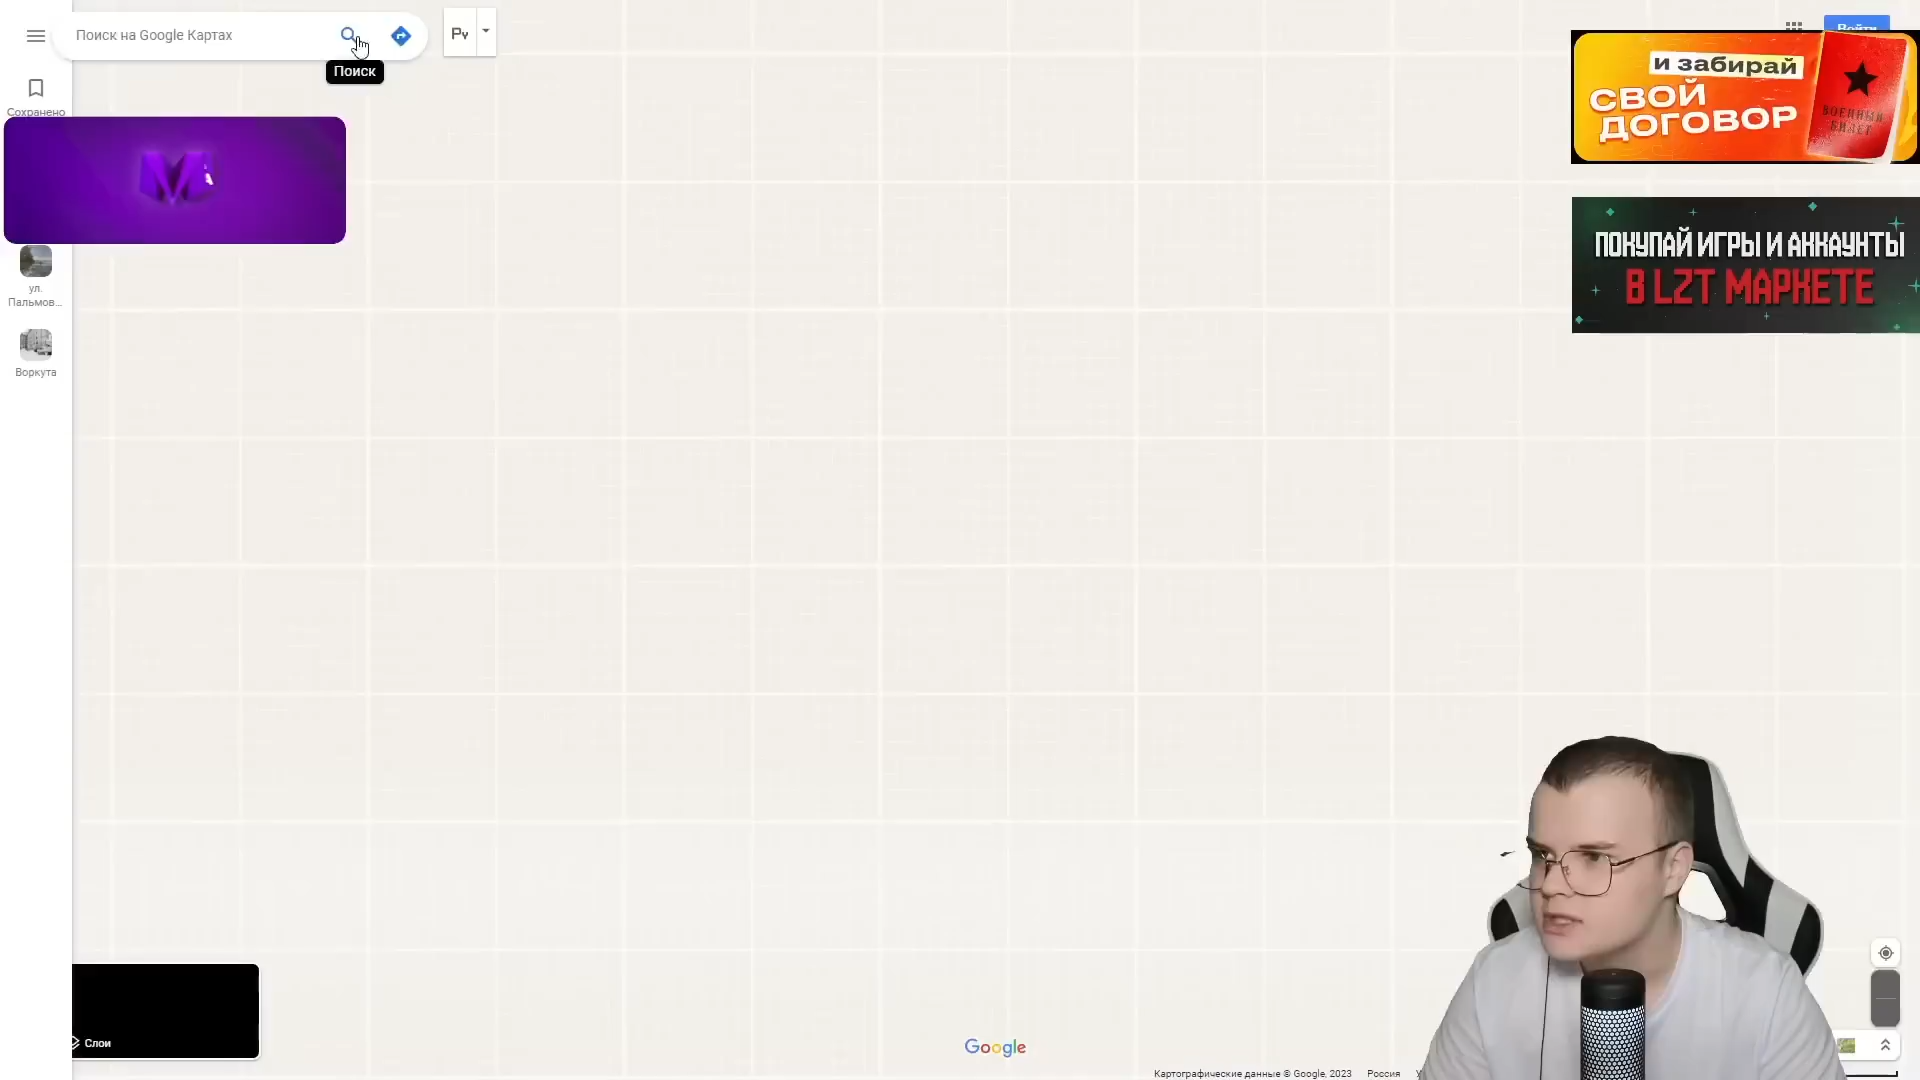 Поиск на Google Картах
Ру
Войти
Поиск
Сохранено
и забирай
СВОЙ
ДОГОВОР
ВОЕННЫЙ
БИЛЕТ
M
ПОКУПАЙ ИГРЫ И АККАУНТЫ
В LZT МАРКЕТЕ
ул.
Пальмов...
Воркута
Слои
Google
Картографические данные © Google, 2023 Россия